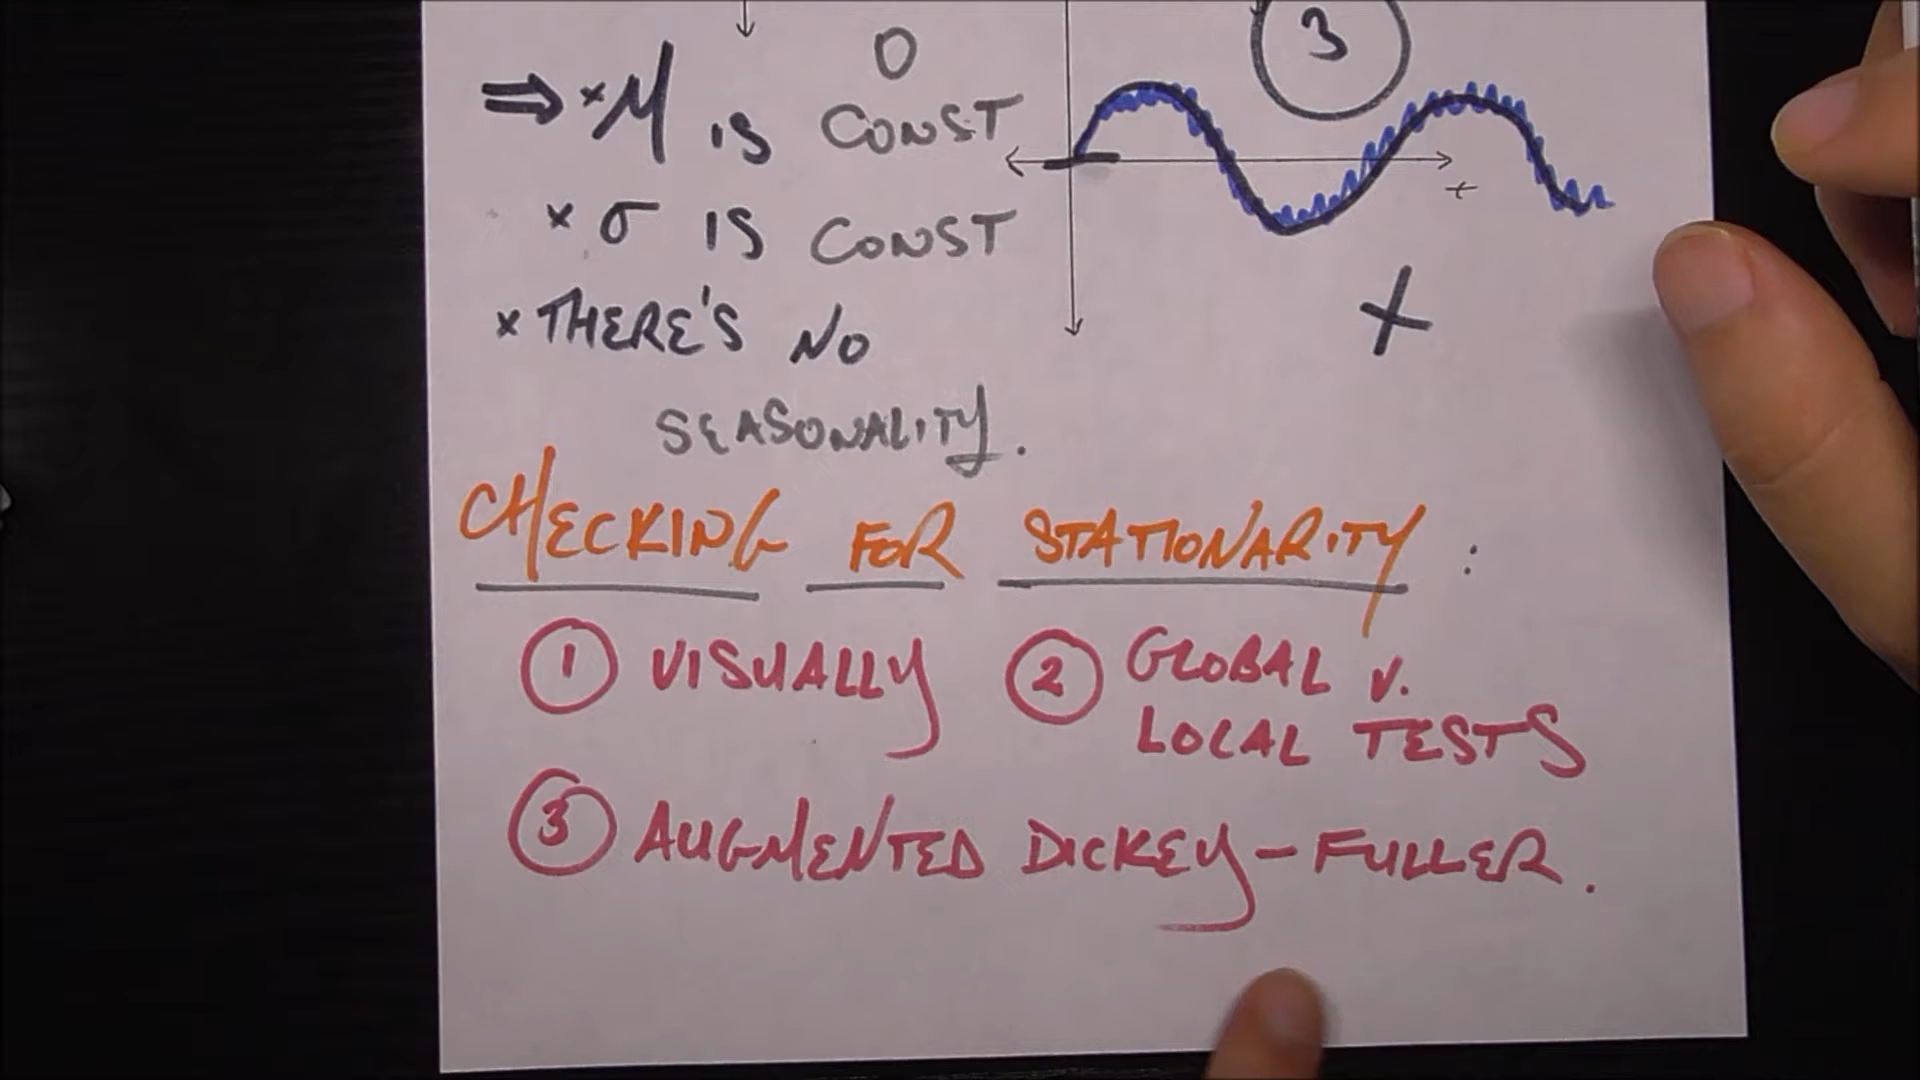 0
3
⇒ × μ IS CONST
t
× σ IS CONST
× THERE'S NO
SEASONALITY.
X
CHECKING FOR STATIONARITY :
1 VISUALLY
2 GLOBAL v.
LOCAL TESTS
3 AUGMENTED DICKEY-FULLER.